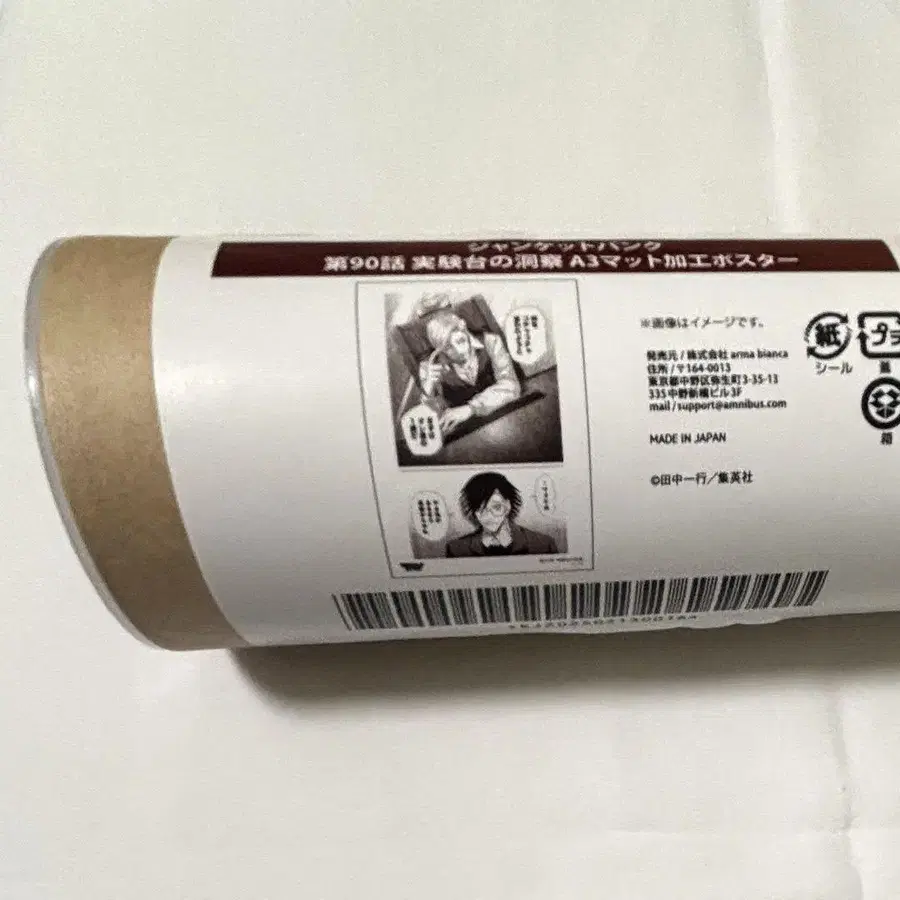 ジャンケットバンク
第90話 実験台の洞察 A3マット加工ポスター
※画像はイメージです。
発売元/株式会社 arma bianca
住所/〒164-0013
東京都中野区弥生町3-35-13
335中野新橋ビル3F
mail/support@amnibus.com
MADE IN JAPAN
©田中一行/集英社
紙
シール
プラ
箱